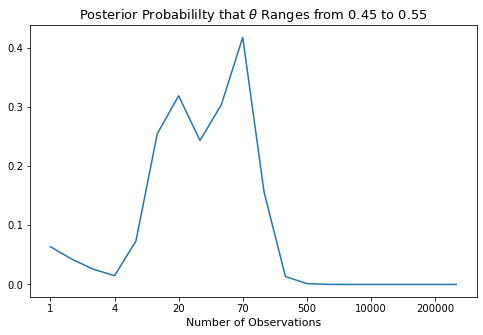 Posterior Probabililty that θ Ranges from 0.45 to 0.55
0.4
0.3
0.2
0.1
0.0
1 4 20 70 500 10000 200000
Number of Observations